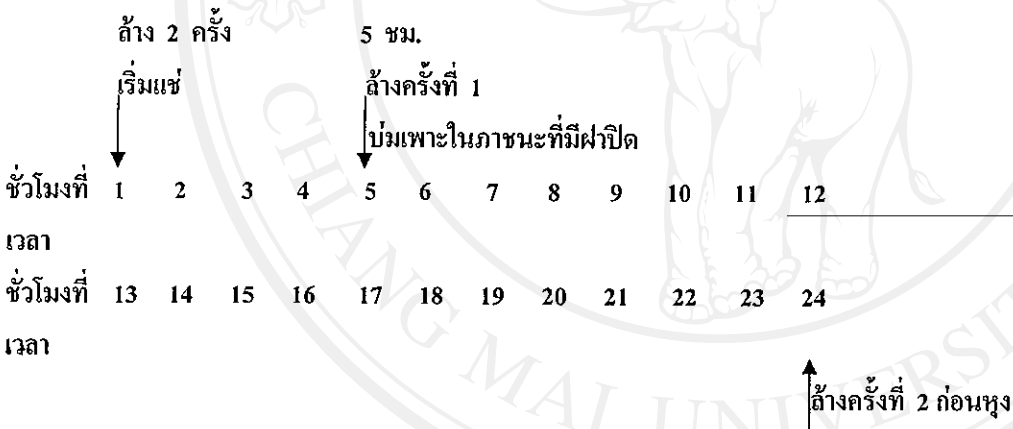 ล้าง 2 ครั้ง 5 ชม.
เริ่มแช่ ล้างครั้งที่ 1
บ่มเพาะในภาชนะที่มีฝาปิด
ชั่วโมงที่ 1 2 3 4 5 6 7 8 9 10 11 12
เวลา
ชั่วโมงที่ 13 14 15 16 17 18 19 20 21 22 23 24
เวลา
ล้างครั้งที่ 2 ก่อนหุง
CHIANG MAI UNIVERSIT